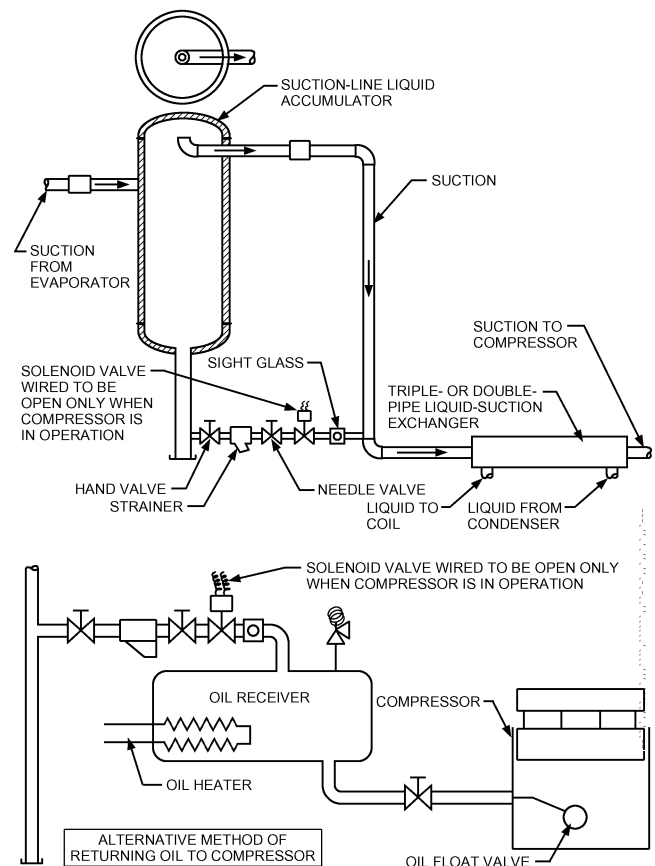 SUCTION-LINE LIQUID
ACCUMULATOR
SUCTION
SUCTION
FROM
EVAPORATOR
SUCTION TO
COMPRESSOR
SOLENOID VALVE
WIRED TO BE
OPEN ONLY WHEN
COMPRESSOR IS
IN OPERATION
SIGHT GLASS
TRIPLE- OR DOUBLE-
PIPE LIQUID-SUCTION
EXCHANGER
HAND VALVE
STRAINER
NEEDLE VALVE
LIQUID TO
COIL
LIQUID FROM
CONDENSER
SOLENOID VALVE WIRED TO BE OPEN ONLY
WHEN COMPRESSOR IS IN OPERATION
OIL RECEIVER
COMPRESSOR
OIL HEATER
ALTERNATIVE METHOD OF
RETURNING OIL TO COMPRESSOR
OIL FLOAT VALVE